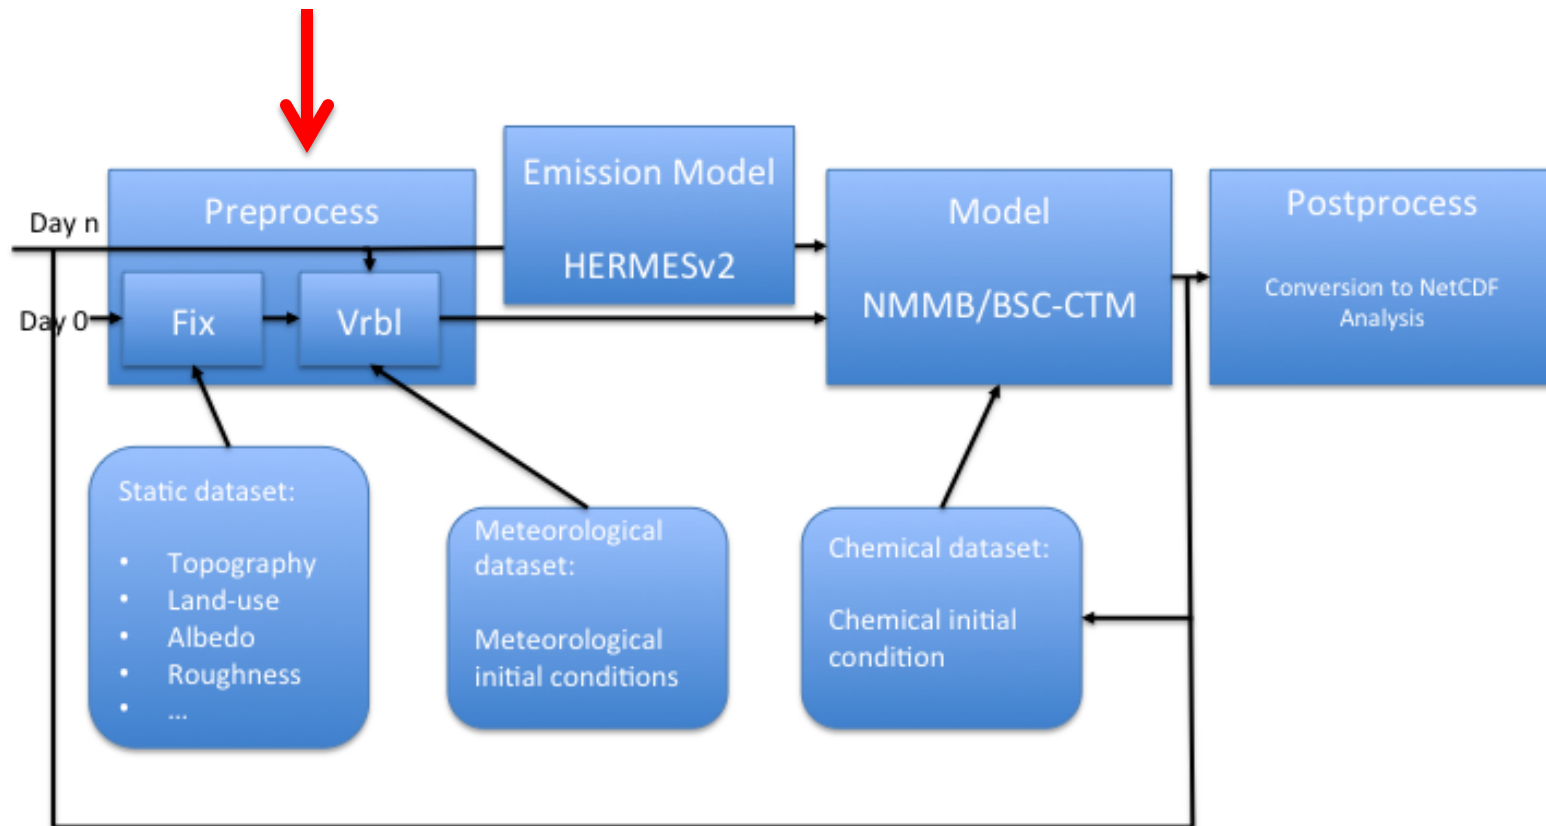 Day n
Day 0
Preprocess
Fix
Vrbl
Emission Model
HERMESv2
Model
NMMB/BSC-CTM
Postprocess
Conversion to NetCDF
Analysis
Static dataset:
• Topography
• Land-use
• Albedo
• Roughness
• ...
Meteorological
dataset:
Meteorological
initial conditions
Chemical dataset:
Chemical initial
condition